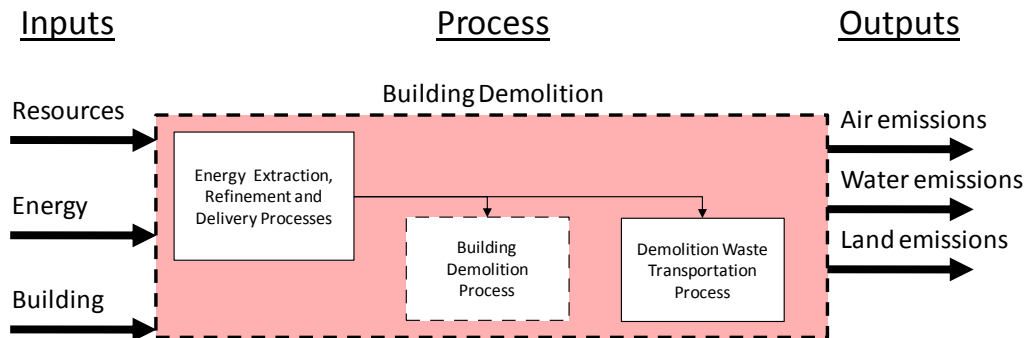 Inputs
Process
Outputs
Building Demolition
Resources
Energy
Building
Energy Extraction,
Refinement and
Delivery Processes
Building
Demolition
Process
Demolition Waste
Transportation
Process
Air emissions
Water emissions
Land emissions